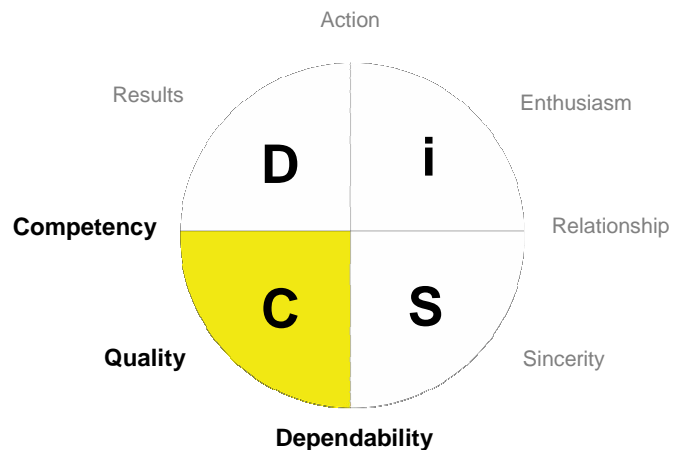 Action
Results
Enthusiasm
D
i
Competency
Relationship
C
S
Quality
Sincerity
Dependability